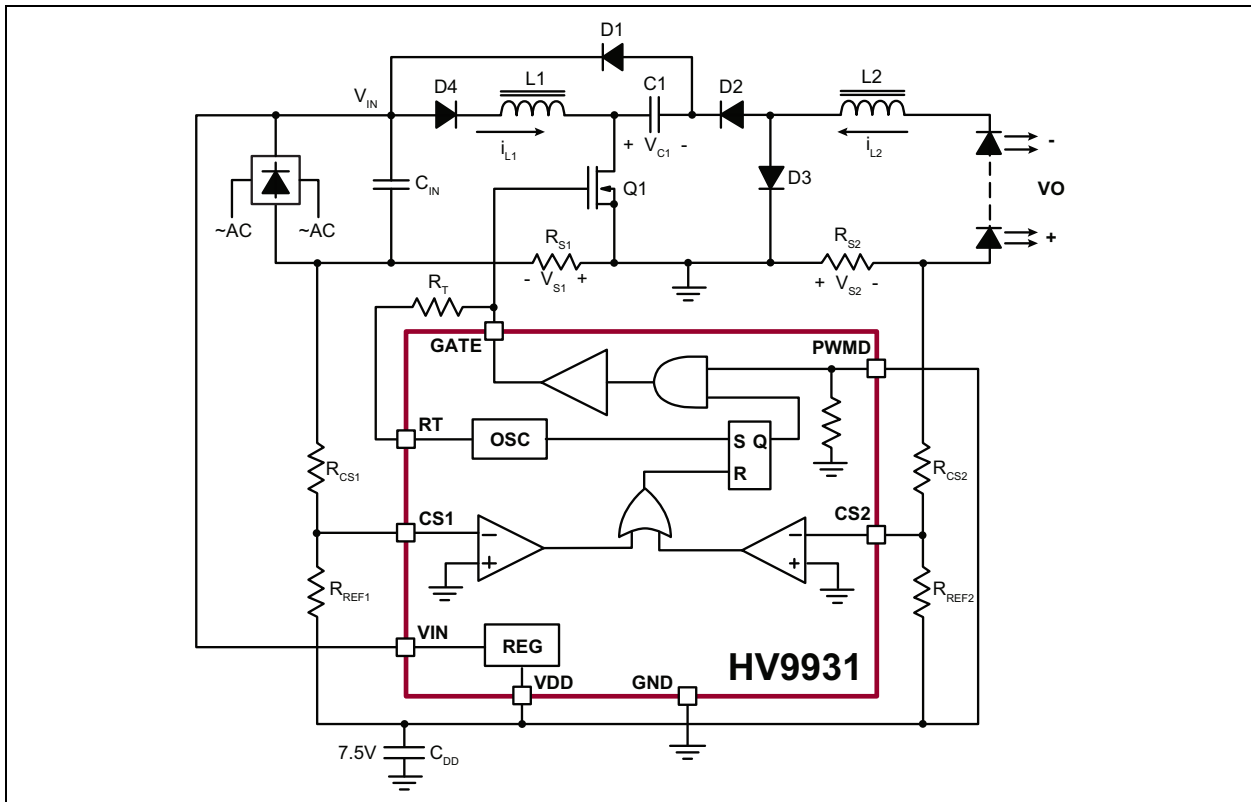 D1
D4
L1
C1
D2
L2
V_IN
i_L1
+ V_C1 -
i_L2
-
Q1
D3
VO
C_IN
~AC
~AC
+
R_S1
- V_S1 +
R_S2
+ V_S2 -
R_T
GATE
PWMD
RT
OSC
S Q
R
R_CS1
R_CS2
CS1
-
+
CS2
-
+
R_REF1
R_REF2
VIN
REG
HV9931
VDD
GND
7.5V
C_DD